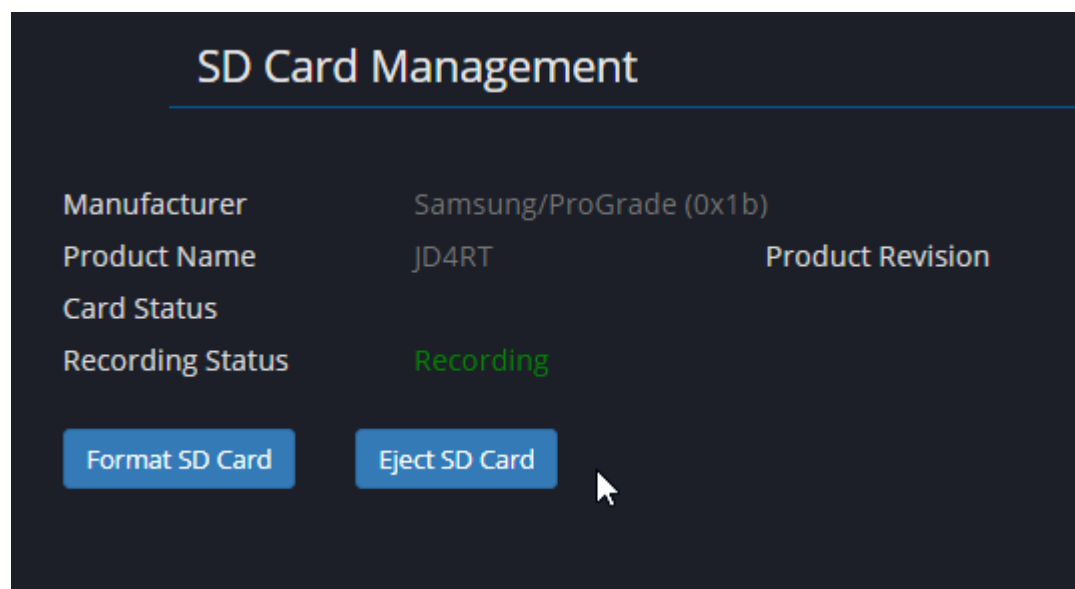 SD Card Management
Manufacturer Samsung/ProGrade (0x1b)
Product Name JD4RT Product Revision
Card Status
Recording Status Recording
Format SD Card Eject SD Card